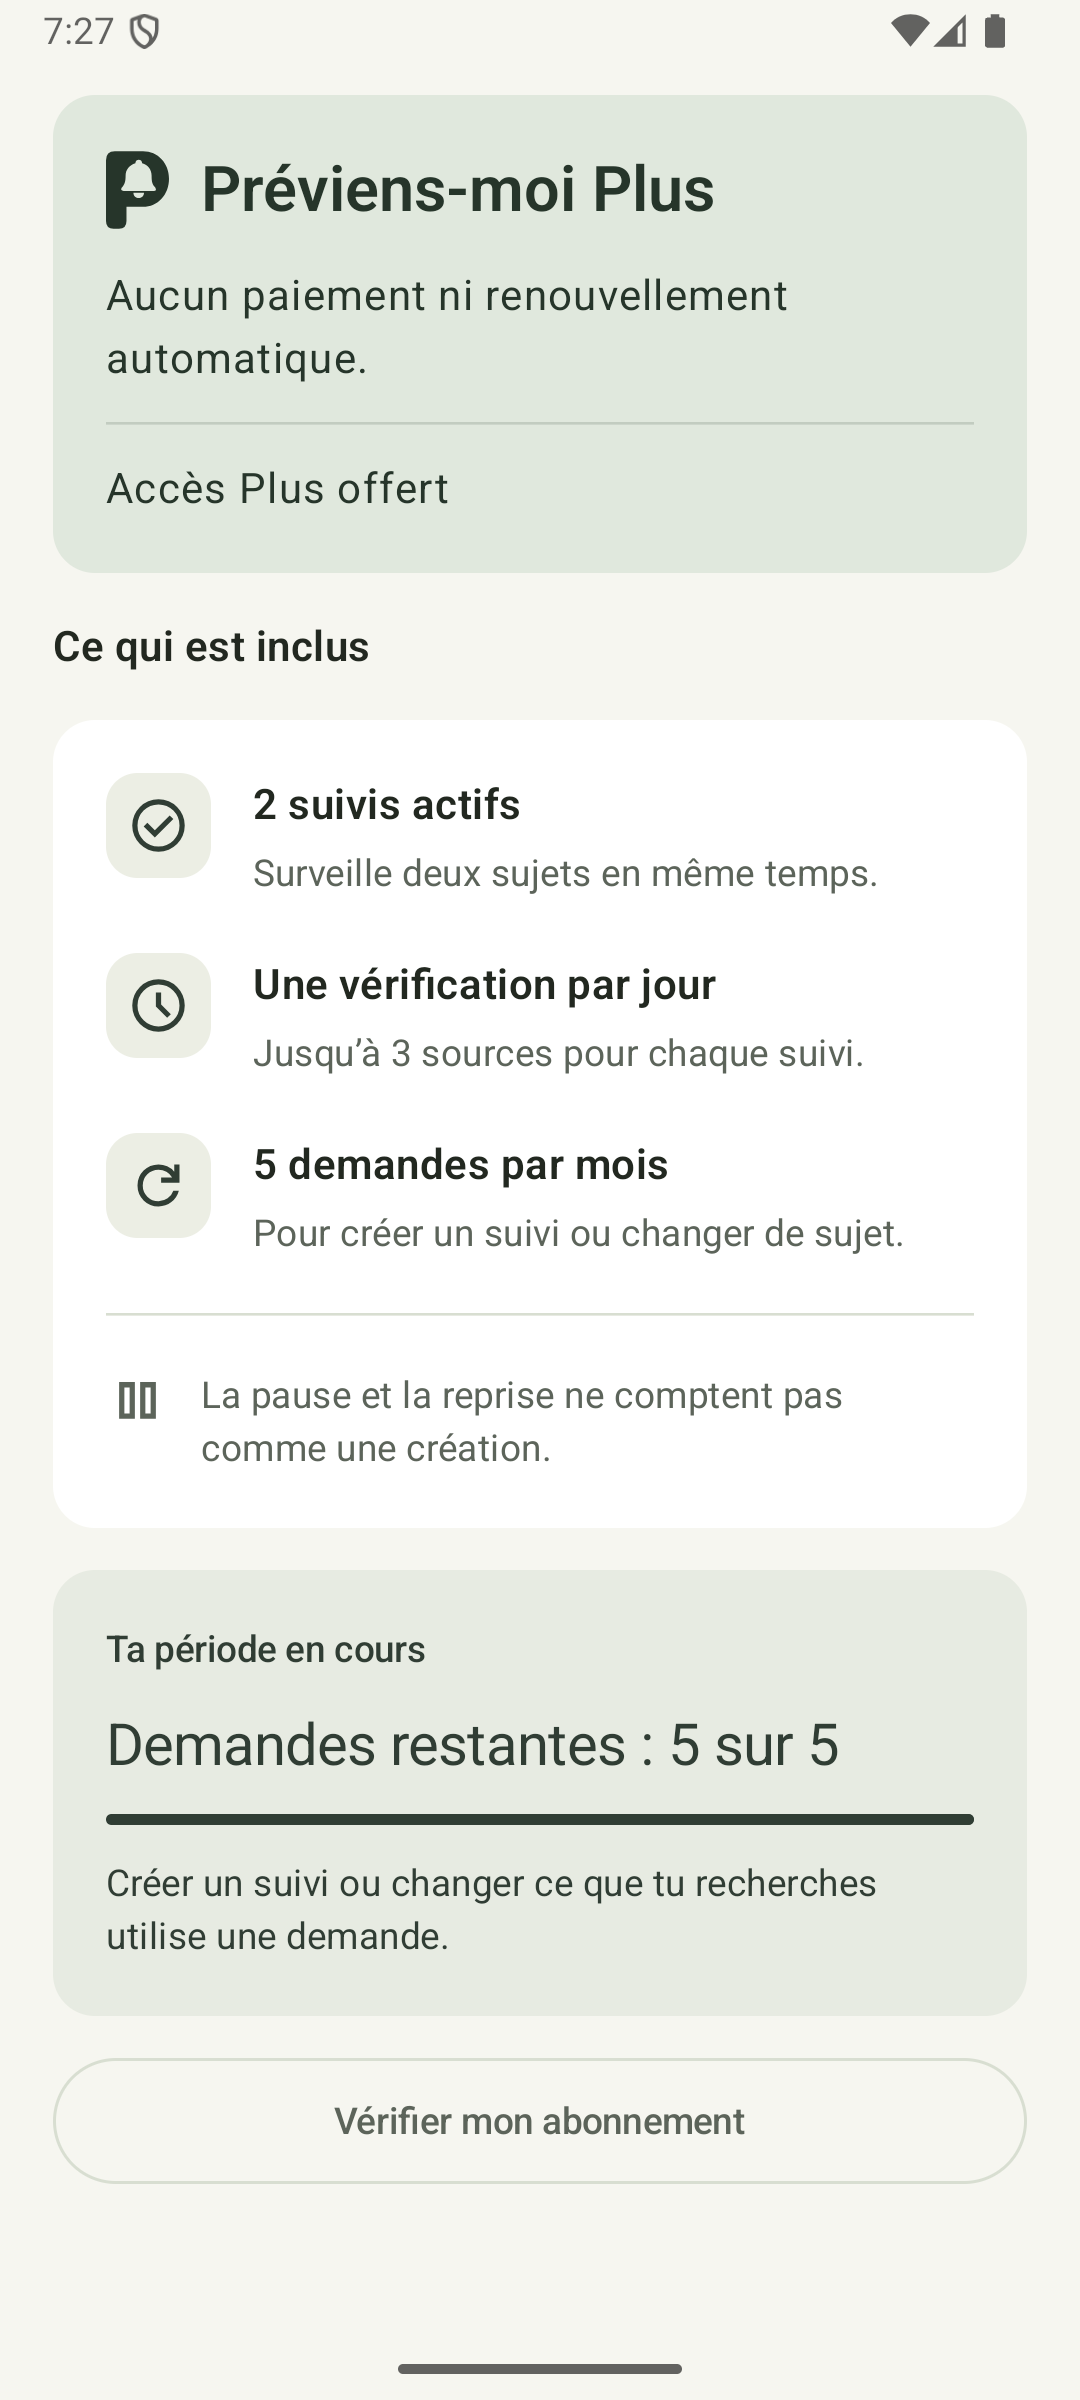 7:27
Préviens-moi Plus
Aucun paiement ni renouvellement
automatique.
Accès Plus offert
Ce qui est inclus
2 suivis actifs
Surveille deux sujets en même temps.
Une vérification par jour
Jusqu’à 3 sources pour chaque suivi.
5 demandes par mois
Pour créer un suivi ou changer de sujet.
La pause et la reprise ne comptent pas
comme une création.
Ta période en cours
Demandes restantes : 5 sur 5
Créer un suivi ou changer ce que tu recherches
utilise une demande.
Vérifier mon abonnement